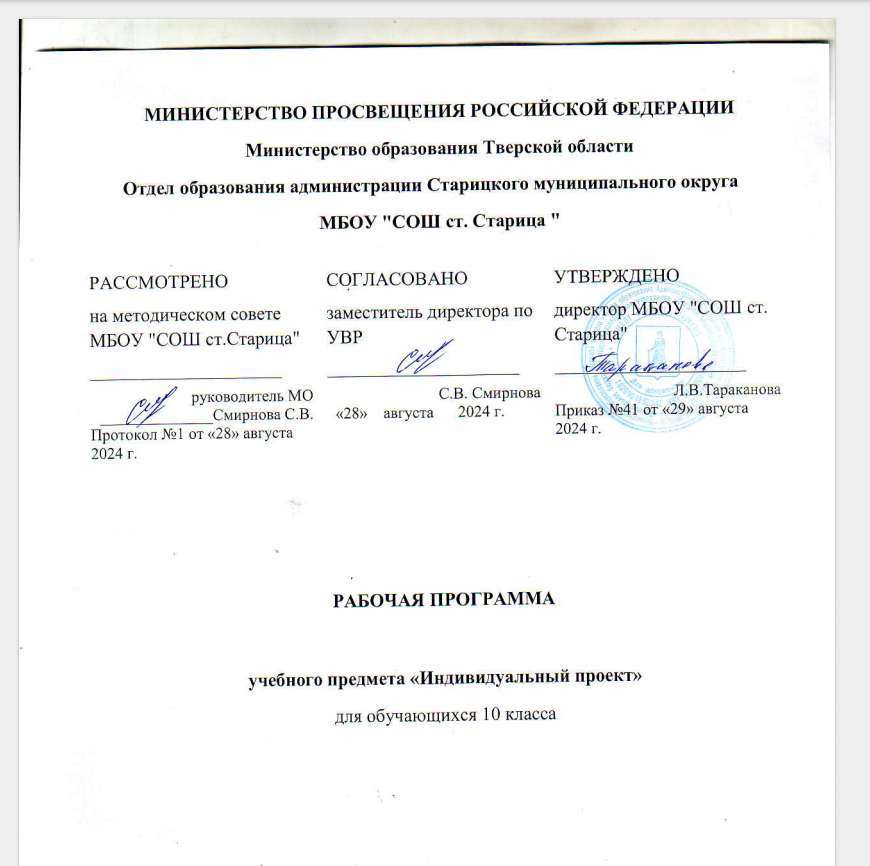 МИНИСТЕРСТВО ПРОСВЕЩЕНИЯ РОССИЙСКОЙ ФЕДЕРАЦИИ
Министерство образования Тверской области
Отдел образования администрации Старицкого муниципального округа
МБОУ "СОШ ст. Старица "
РАССМОТРЕНО
на методическом совете
МБОУ "СОШ ст.Старица"
руководитель МО
Смирнова С.В.
Протокол №1 от «28» августа
2024 г.
СОГЛАСОВАНО
заместитель директора по
УВР
С.В. Смирнова
«28» августа 2024 г.
УТВЕРЖДЕНО
директор МБОУ "СОШ ст.
Старица"
Тараканова
Л.В.Тараканова
Приказ №41 от «29» августа
2024 г.
РАБОЧАЯ ПРОГРАММА
учебного предмета «Индивидуальный проект»
для обучающихся 10 класса